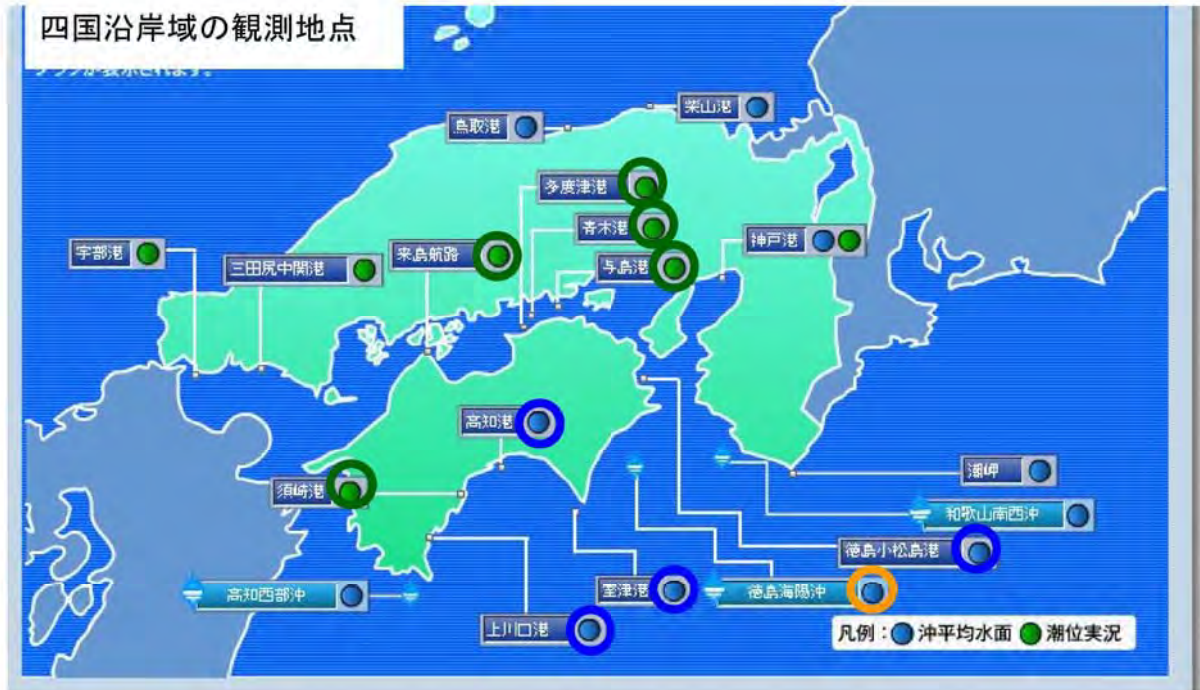 四国沿岸域の観測地点
柴山港
鳥取港
多度津港
青木港
神戸港
宇部港
三田尻中関港
来島航路
与島港
高知港
須崎港
潮岬
和歌山南西沖
徳島小松島港
高知西部沖
室津港
徳島海陽沖
上川口港
凡例:沖平均水面 潮位実況